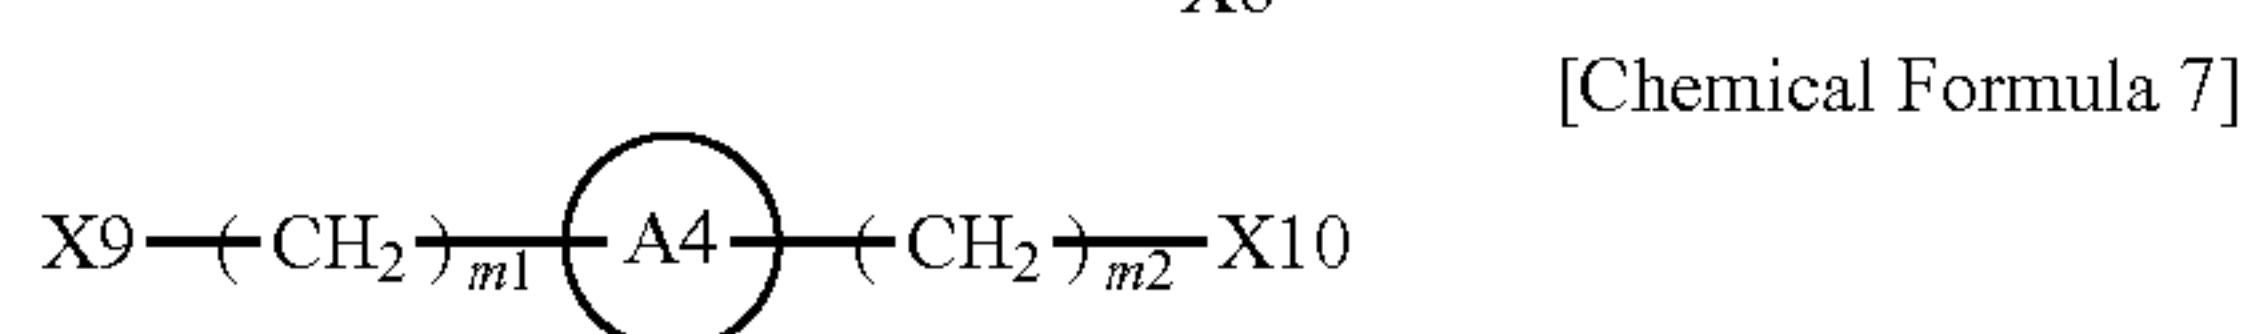 [Chemical Formula 7]
X9—(CH₂)m1—A4—(CH₂)m2—X10